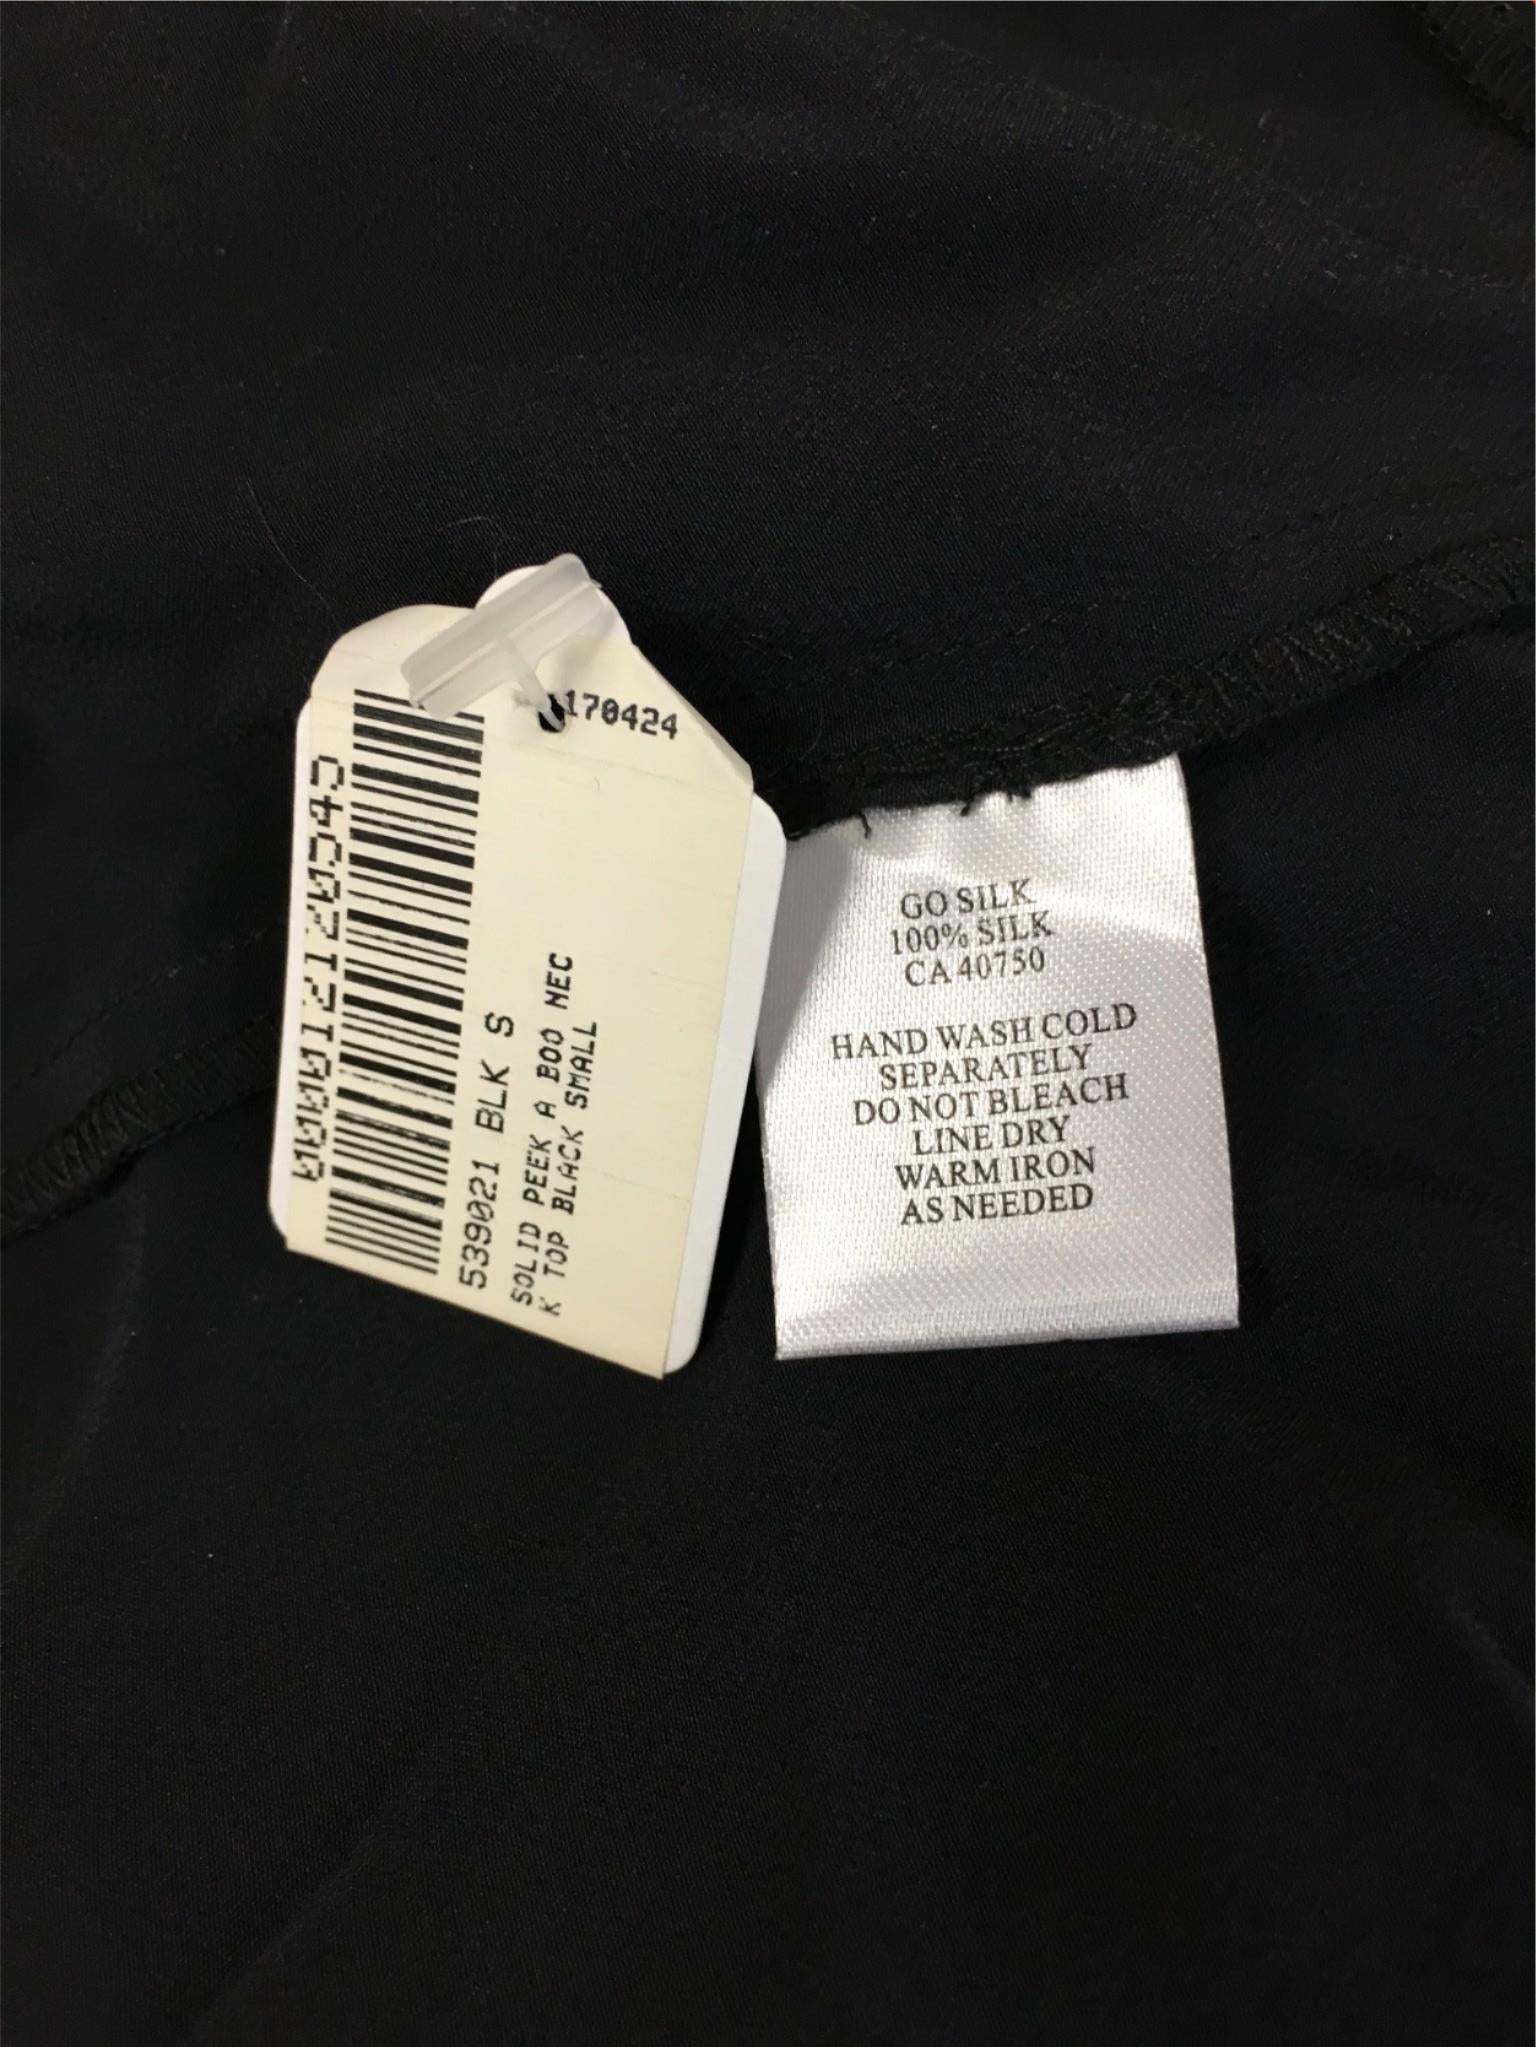 170424
539021 BLK S
SOLID PEEK A BOO NEC
K TOP BLACK SMALL
GO SILK
100% SILK
CA 40750
HAND WASH COLD
SEPARATELY
DO NOT BLEACH
LINE DRY
WARM IRON
AS NEEDED